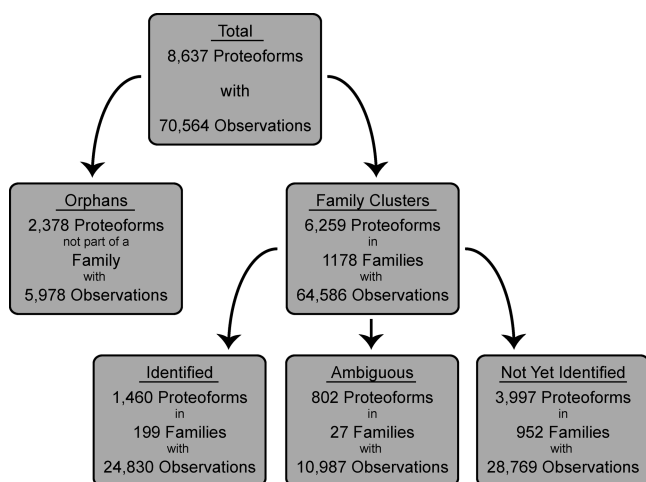 Total
8,637 Proteoforms
with
70,564 Observations
Orphans
2,378 Proteoforms
not part of a
Family
with
5,978 Observations
Family Clusters
6,259 Proteoforms
in
1178 Families
with
64,586 Observations
Identified
1,460 Proteoforms
in
199 Families
with
24,830 Observations
Ambiguous
802 Proteoforms
in
27 Families
with
10,987 Observations
Not Yet Identified
3,997 Proteoforms
in
952 Families
with
28,769 Observations